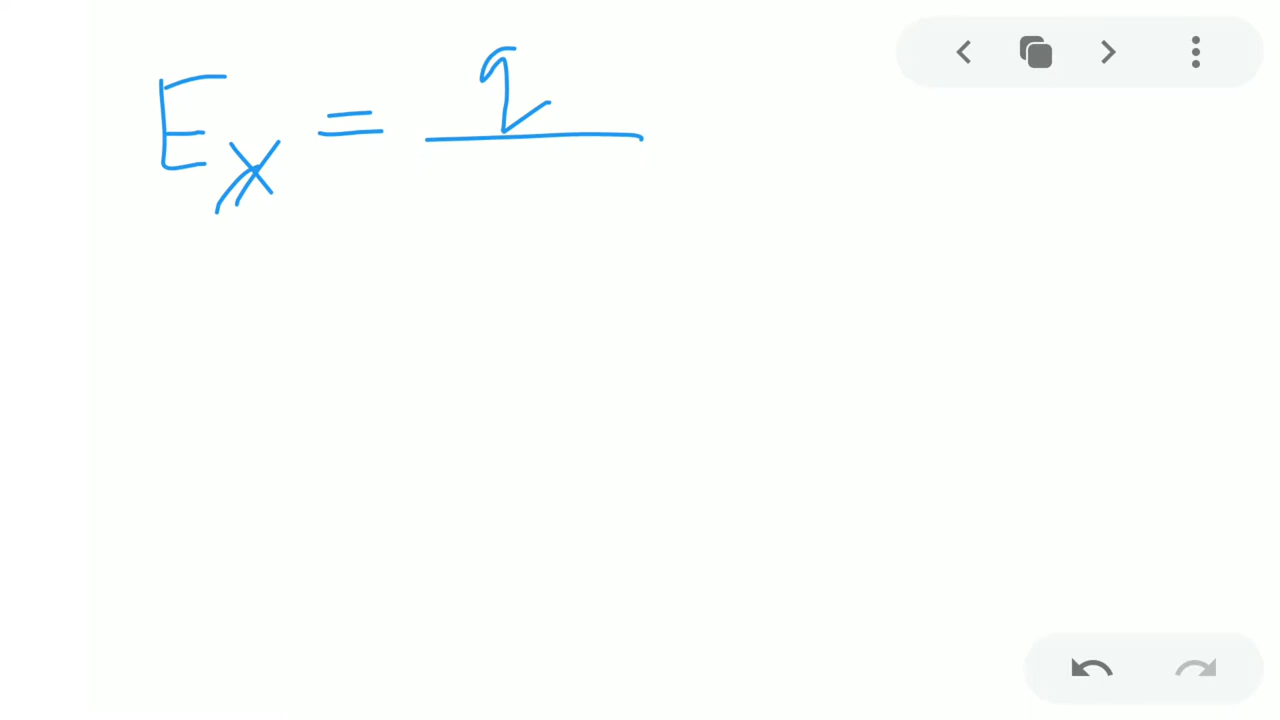 Ex = q